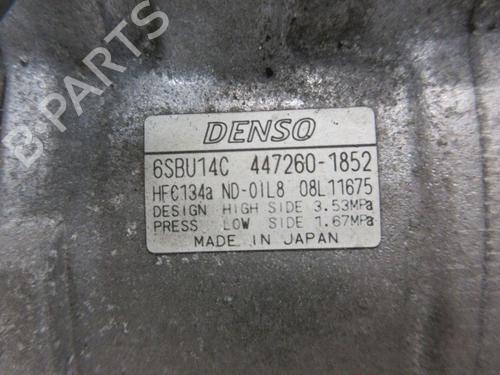 B PARTS
DENSO
6SBU14C 447260-1852
HFC134a ND-OIL8 08L11675
DESIGN HIGH SIDE 3.53MPa
PRESS LOW SIDE 1.67MPa
MADE IN JAPAN